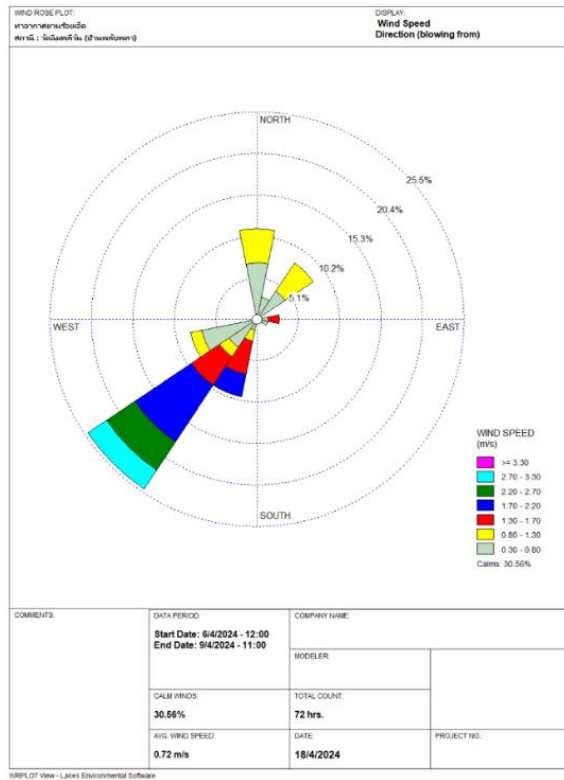 WIND ROSE PLOT:
DISPLAY:
Wind Speed
Direction (blowing from)
NORTH
25.5%
20.4%
15.3%
10.2%
5.1%
WEST
EAST
SOUTH
WIND SPEED
(m/s)
>= 3.30
2.70 - 3.30
2.20 - 2.70
1.70 - 2.20
1.30 - 1.70
0.80 - 1.30
0.30 - 0.80
Calms: 30.56%
COMMENTS:
DATA PERIOD:
Start Date: 6/4/2024 - 12:00
End Date: 9/4/2024 - 11:00
COMPANY NAME:
MODELER:
CALM WINDS:
30.56%
TOTAL COUNT:
72 hrs.
AVG. WIND SPEED:
0.72 m/s
DATE:
18/4/2024
PROJECT NO.:
WRPLOT View - Lakes Environmental Software